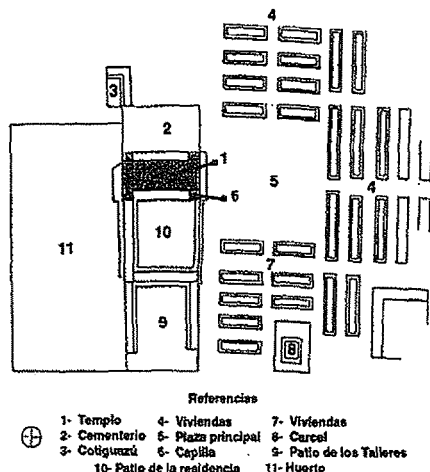 4
3
2
1
5
4
6
10
11
7
9
8
Referencias
1- Templo 4- Viviendas 7- Viviendas
2- Cementerio 5- Plaza principal 8- Carcel
3- Cotiguazú 6- Capilla 9- Patio de los Talleres
10- Patio de la residencia 11- Huerto